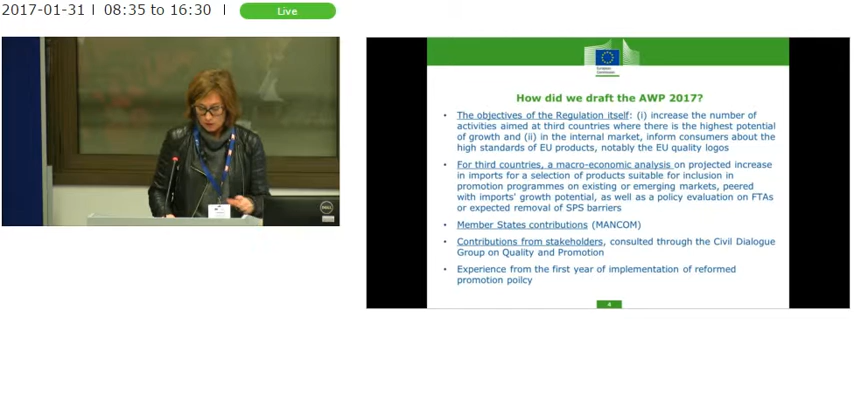 2017-01-31 | 08:35 to 16:30 |
Live
European
Commission
How did we draft the AWP 2017?
• The objectives of the Regulation itself: (i) increase the number of
activities aimed at third countries where there is the highest potential
of growth and (ii) in the internal market, inform consumers about the
high standards of EU products, notably the EU quality logos
• For third countries, a macro-economic analysis on projected increase
in imports for a selection of products suitable for inclusion in
promotion programmes on existing or emerging markets, peered
with imports' growth potential, as well as a policy evaluation on FTAs
or expected removal of SPS barriers
• Member States contributions (MANCOM)
• Contributions from stakeholders, consulted through the Civil Dialogue
Group on Quality and Promotion
• Experience from the first year of implementation of reformed
promotion poilcy
4